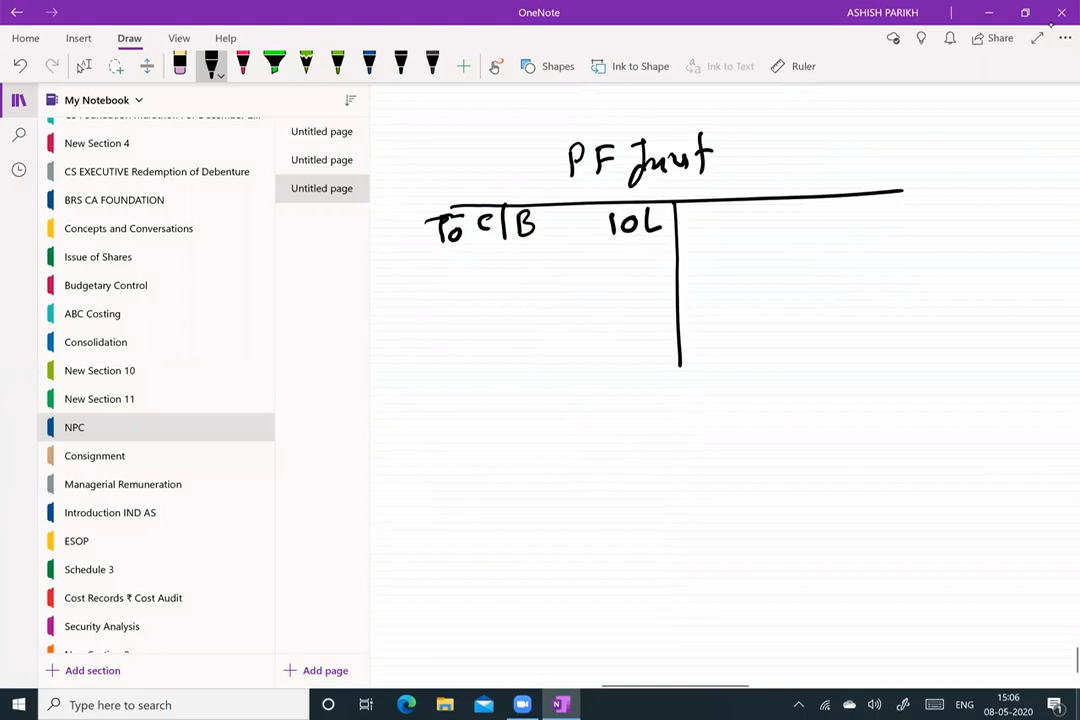 OneNote
ASHISH PARIKH
Home Insert Draw View Help
Share
Shapes
Ink to Shape
Ink to Text
Ruler
My Notebook
New Section 4
CS EXECUTIVE Redemption of Debenture
BRS CA FOUNDATION
Concepts and Conversations
Issue of Shares
Budgetary Control
ABC Costing
Consolidation
New Section 10
New Section 11
NPC
Consignment
Managerial Remuneration
Introduction IND AS
ESOP
Schedule 3
Cost Records ₹ Cost Audit
Security Analysis
Add section
Untitled page
Untitled page
Untitled page
Add page
PF
To C/B 10L
Type here to search
ENG
15:06
08-05-2020
1